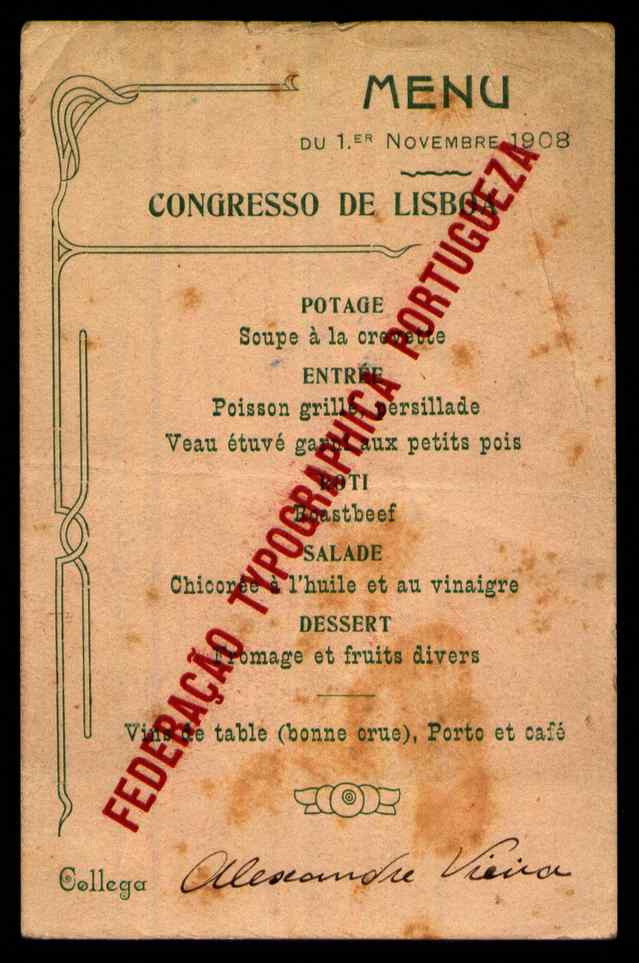 MENU
DU 1.ER NOVEMBRE 1908
CONGRESSO DE LISBOA
POTAGE
Soupe à la crevette
ENTRÉE
Poisson grillé, persillade
Veau étuvé garni aux petits pois
ROTI
Roastbeef
SALADE
Chicorée à l'huile et au vinaigre
DESSERT
Fromage et fruits divers
Vins de table (bonne crue), Porto et café
FEDERAÇÃO TYPOGRAPHICA PORTUGUEZA
Collega Alexandre Vieira